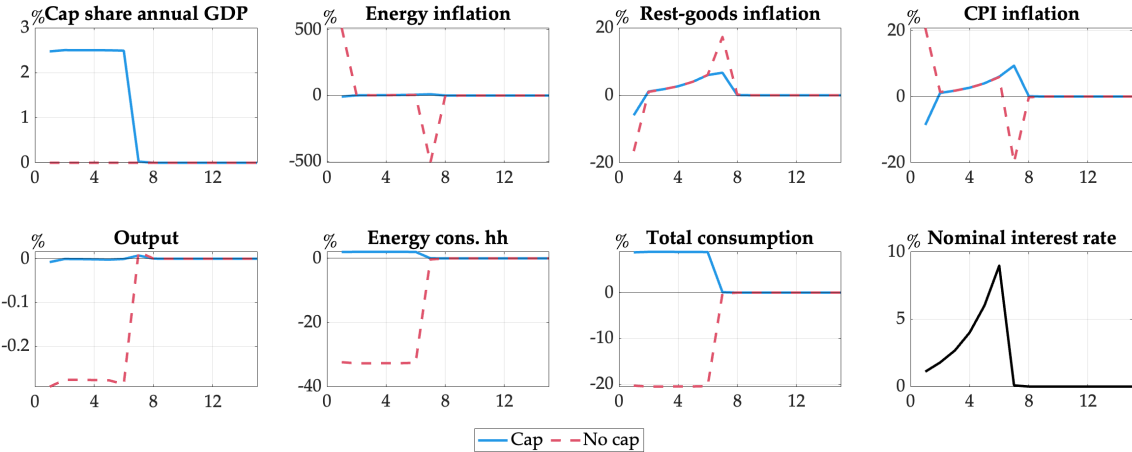 % Cap share annual GDP
3
2
1
0
0 4 8 12
% Energy inflation
500
0
-500
0 4 8 12
% Rest-goods inflation
20
0
-20
0 4 8 12
% CPI inflation
20
0
-20
0 4 8 12
% Output
0
-0.1
-0.2
0 4 8 12
% Energy cons. hh
0
-20
-40
0 4 8 12
% Total consumption
0
-10
-20
0 4 8 12
% Nominal interest rate
10
5
0
0 4 8 12
Cap No cap